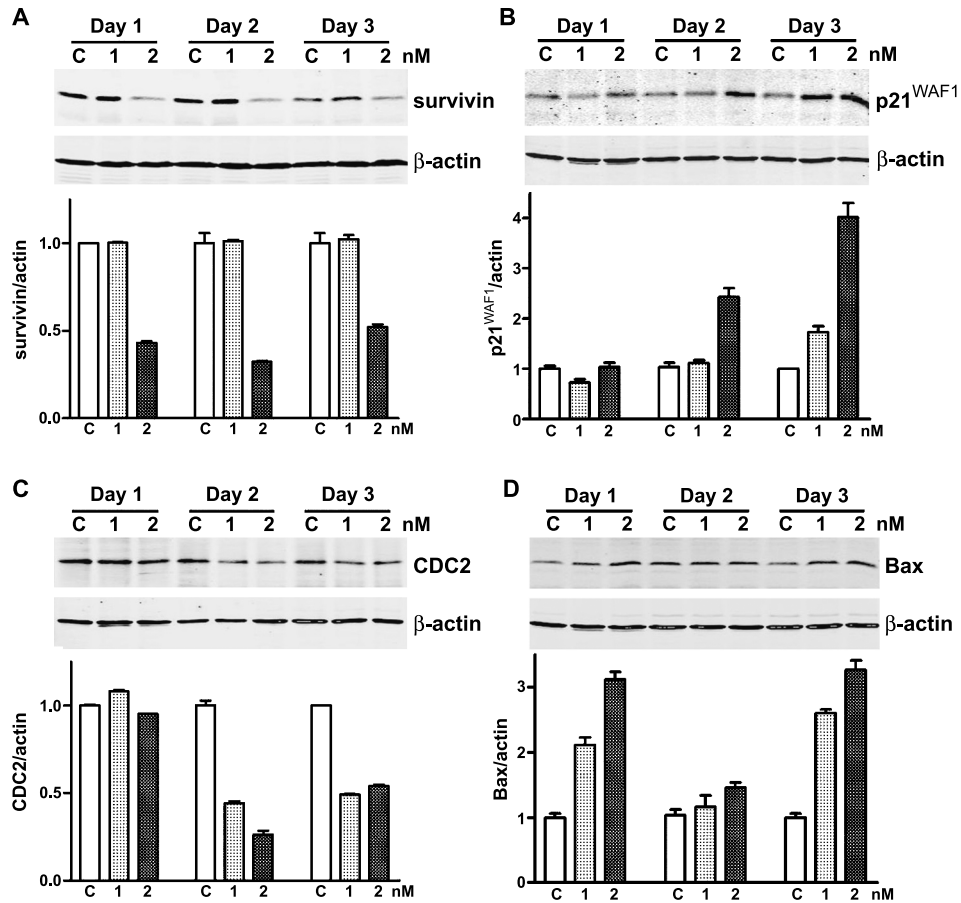 A
Day 1 Day 2 Day 3
C 1 2 C 1 2 C 1 2 nM
survivin
β-actin
survivin/actin
1.0
0.5
0.0
C 1 2 C 1 2 C 1 2 nM
B
Day 1 Day 2 Day 3
C 1 2 C 1 2 C 1 2 nM
p21WAF1
β-actin
p21WAF1/actin
4
3
2
1
0
C 1 2 C 1 2 C 1 2 nM
C
Day 1 Day 2 Day 3
C 1 2 C 1 2 C 1 2 nM
CDC2
β-actin
CDC2/actin
1.0
0.5
0.0
C 1 2 C 1 2 C 1 2 nM
D
Day 1 Day 2 Day 3
C 1 2 C 1 2 C 1 2 nM
Bax
β-actin
Bax/actin
3
2
1
0
C 1 2 C 1 2 C 1 2 nM